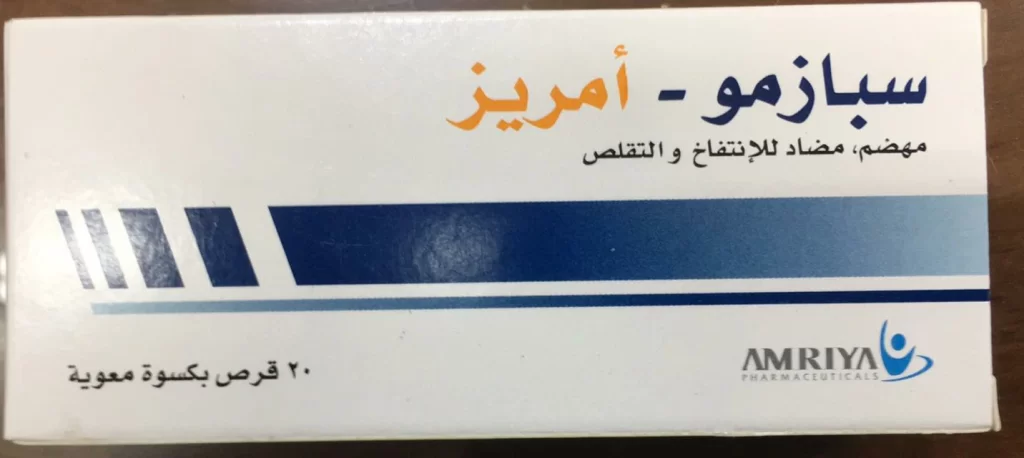 سبازمو - أمريز
مهضم، مضاد للإنتفاخ و التقلص
٢٠ قرص بكسوة معوية
AMRIYA
PHARMACEUTICALS